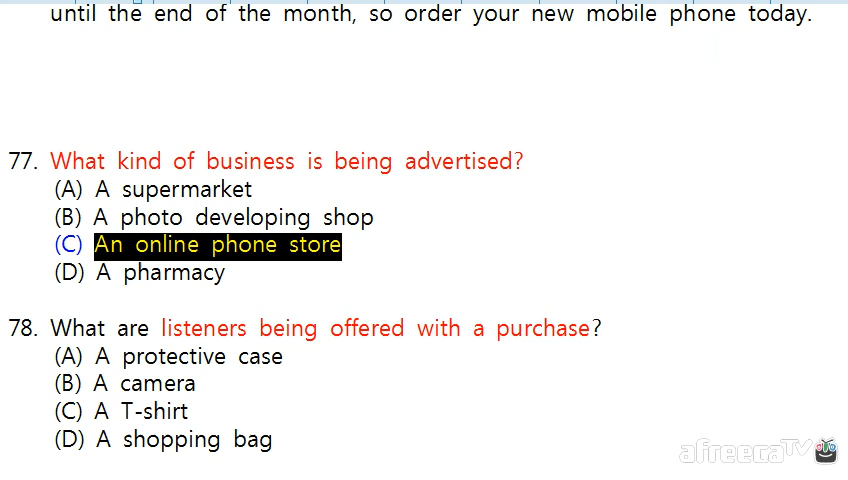 until the end of the month, so order your new mobile phone today.
77. What kind of business is being advertised?
(A) A supermarket
(B) A photo developing shop
(C) An online phone store
(D) A pharmacy
78. What are listeners being offered with a purchase?
(A) A protective case
(B) A camera
(C) A T-shirt
(D) A shopping bag
afreecaTV